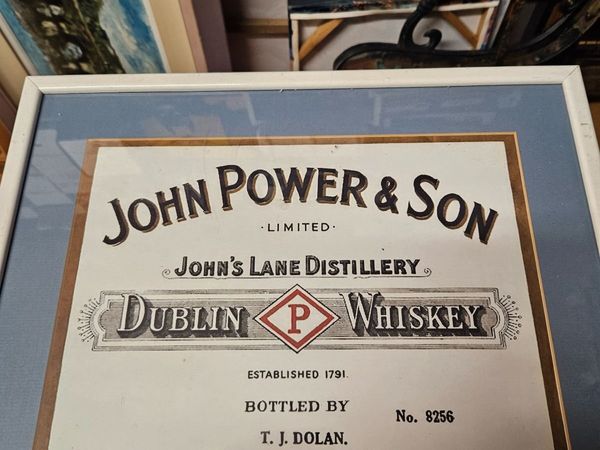 JOHN POWER & SON
·LIMITED·
JOHN'S LANE DISTILLERY
DUBLIN P WHISKEY
ESTABLISHED 1791.
BOTTLED BY
No. 8256
T. J. DOLAN.